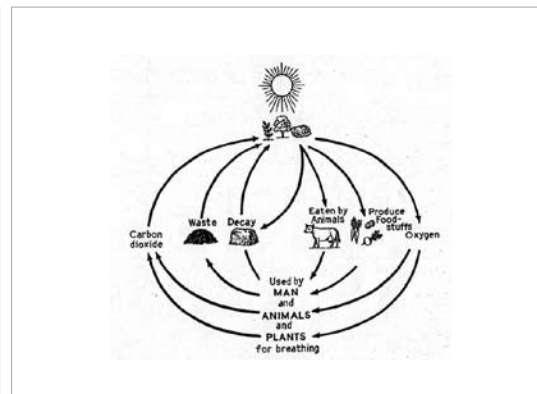 Carbon
dioxide
Waste
Decay
Eaten by
Animals
Produce
Food-
stuffs
Oxygen
Used by
MAN
and
ANIMALS
and
PLANTS
for breathing